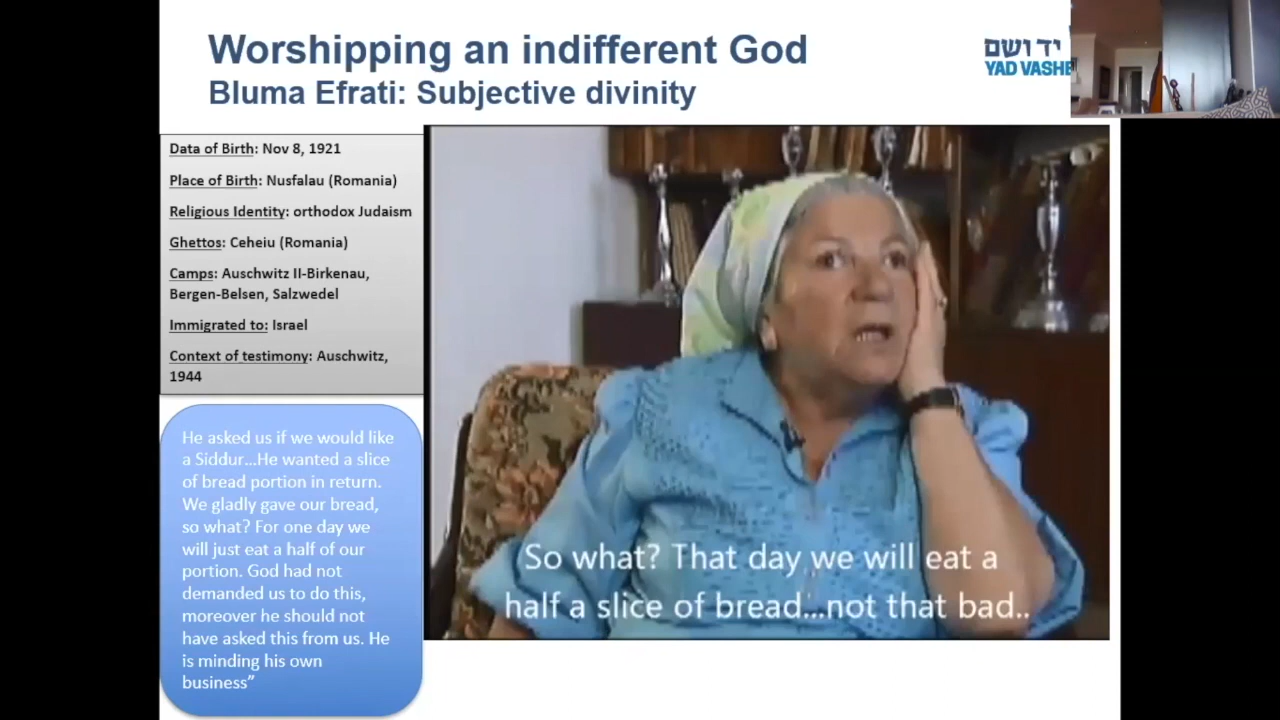 Worshipping an indifferent God
Bluma Efrati: Subjective divinity
יד ושם
YAD VASHE
Data of Birth: Nov 8, 1921
Place of Birth: Nusfalau (Romania)
Religious Identity: orthodox Judaism
Ghettos: Ceheiu (Romania)
Camps: Auschwitz II-Birkenau,
Bergen-Belsen, Salzwedel
Immigrated to: Israel
Context of testimony: Auschwitz,
1944
He asked us if we would like
a Siddur...He wanted a slice
of bread portion in return.
We gladly gave our bread,
so what? For one day we
will just eat a half of our
portion. God had not
demanded us to do this,
moreover he should not
have asked this from us. He
is minding his own
business”
So what? That day we will eat a
half a slice of bread...not that bad..